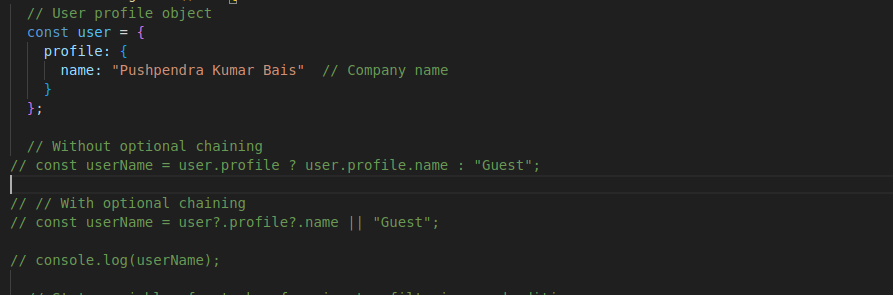 // User profile object
const user = {
profile: {
name: "Pushpendra Kumar Bais"  // Company name
}
};
// Without optional chaining
// const userName = user.profile ? user.profile.name : "Guest";
// // With optional chaining
// const userName = user?.profile?.name || "Guest";
// console.log(userName);